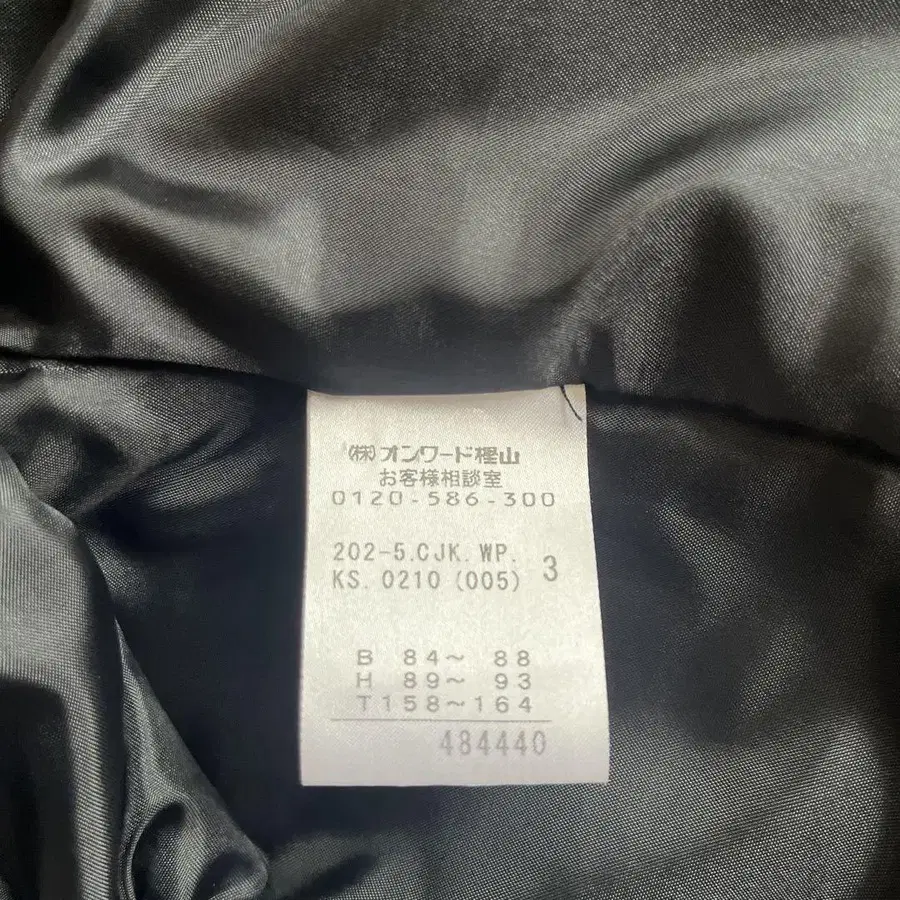 (株)オンワード樫山
お客様相談室
0120-586-300
202-5.CJK.WP.
KS.0210(005) 3
B 84～ 88
H 89～ 93
T158～164
484440